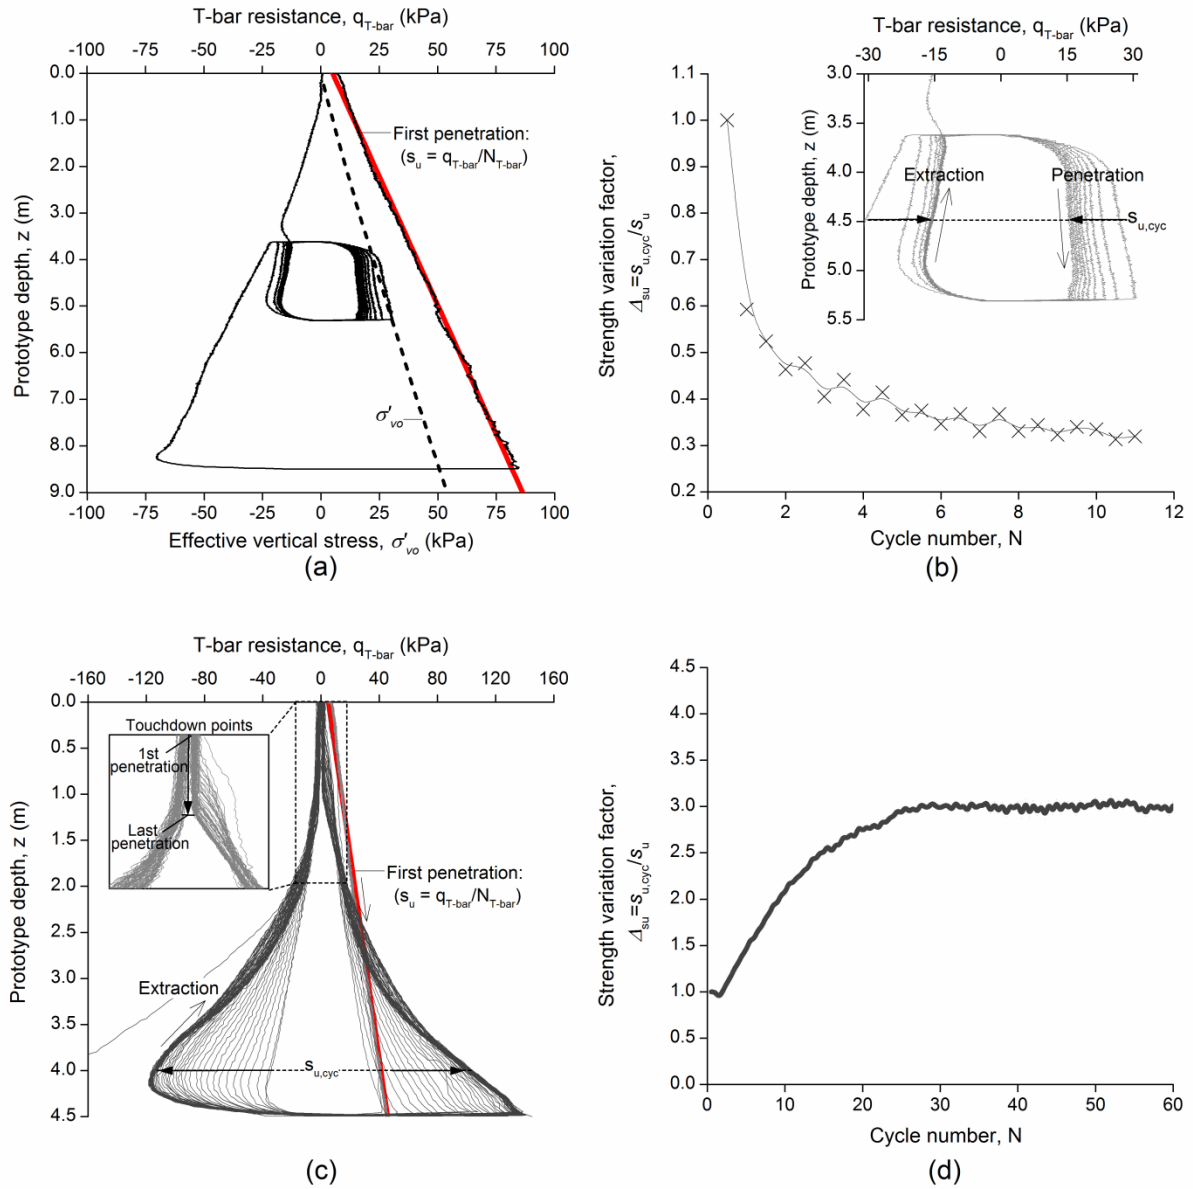 T-bar resistance, qT-bar (kPa)
-100 -75 -50 -25 0 25 50 75 100
0.0
1.0
2.0
3.0
4.0
5.0
6.0
7.0
8.0
9.0
Prototype depth, z (m)
First penetration:
(su = qT-bar/NT-bar)
σ′vo
-100 -75 -50 -25 0 25 50 75 100
Effective vertical stress, σ′vo (kPa)
(a)
T-bar resistance, qT-bar (kPa)
-30 -15 0 15 30
3.0
3.5
4.0
4.5
5.0
5.5
Prototype depth, z (m)
Extraction
Penetration
su,cyc
1.1
1.0
0.9
0.8
0.7
0.6
0.5
0.4
0.3
0.2
Strength variation factor,
Δsu=su,cyc/su
0 2 4 6 8 10 12
Cycle number, N
(b)
T-bar resistance, qT-bar (kPa)
-160 -120 -80 -40 0 40 80 120 160
0.0
0.5
1.0
1.5
2.0
2.5
3.0
3.5
4.0
4.5
Prototype depth, z (m)
Touchdown points
1st
penetration
Last
penetration
First penetration:
(su = qT-bar/NT-bar)
Extraction
su,cyc
(c)
4.5
4.0
3.5
3.0
2.5
2.0
1.5
1.0
0.5
0.0
Strength variation factor,
Δsu=su,cyc/su
0 10 20 30 40 50 60
Cycle number, N
(d)